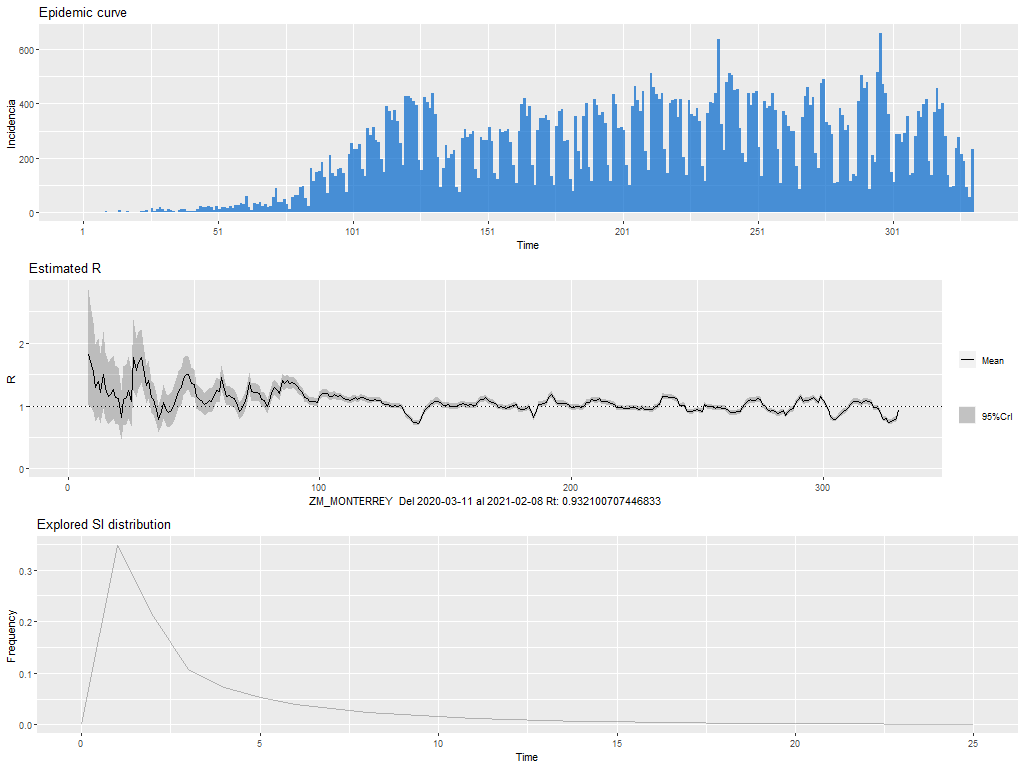 Epidemic curve
600
400
200
0
Incidencia
1 51 101 151 201 251 301
Time
Estimated R
2
1
0
R
Mean
95%CrI
0 100 200 300
ZM_MONTERREY Del 2020-03-11 al 2021-02-08 Rt: 0.932100707446833
Explored SI distribution
0.3
0.2
0.1
0.0
Frequency
0 5 10 15 20 25
Time